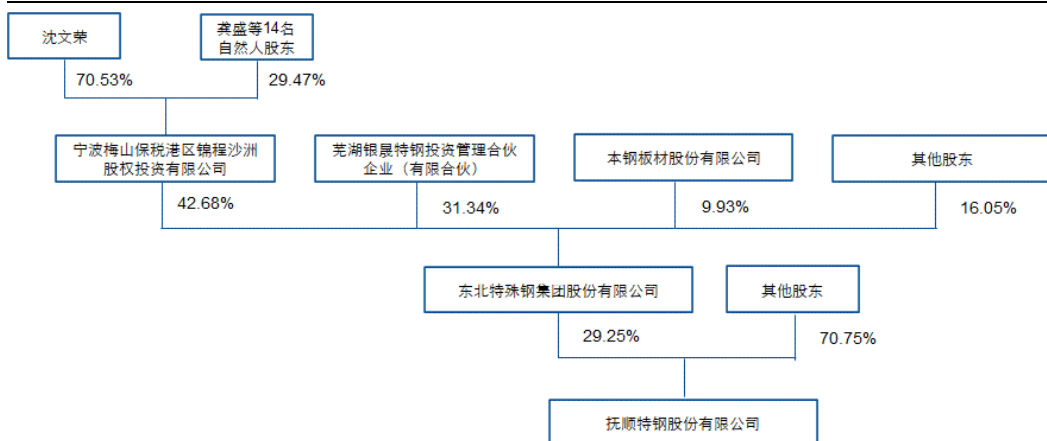 沈文荣
龚盛等14名
自然人股东
70.53%
29.47%
宁波梅山保税港区锦程沙洲
股权投资有限公司
芜湖银晟特钢投资管理合伙
企业（有限合伙）
本钢板材股份有限公司
其他股东
42.68%
31.34%
9.93%
16.05%
东北特殊钢集团股份有限公司
其他股东
29.25%
70.75%
抚顺特钢股份有限公司